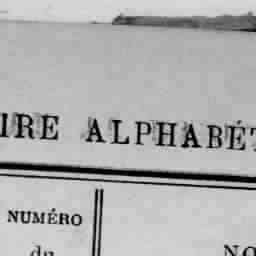 IRE ALPHABÉT
NUMÉRO
du
NO